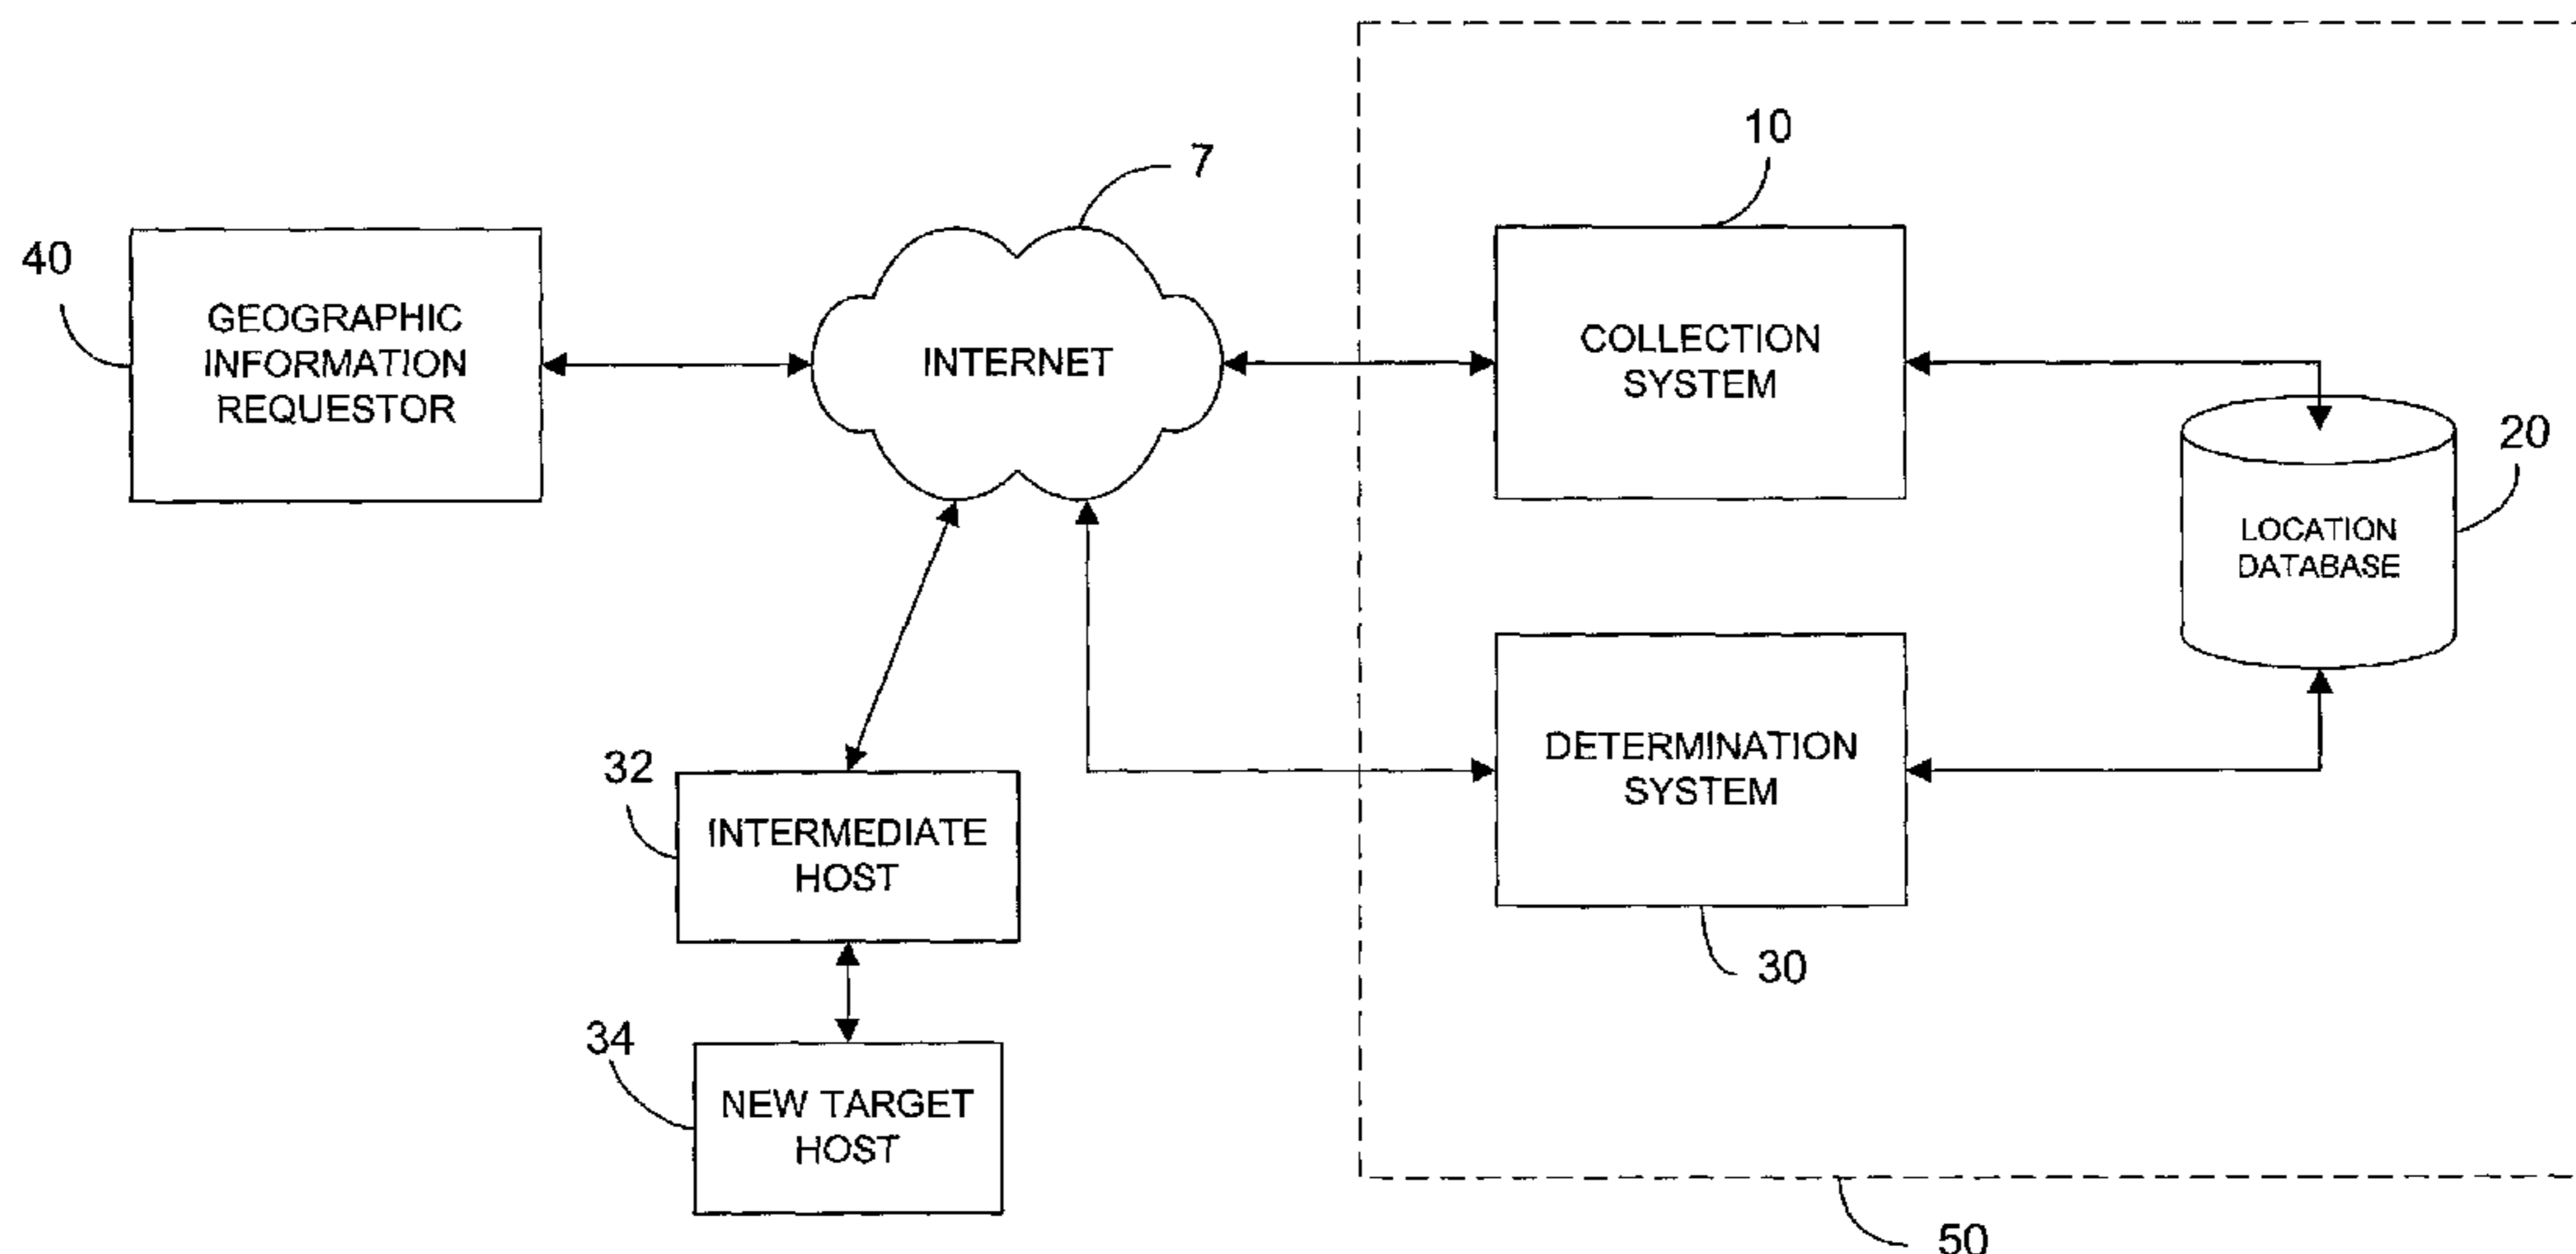 10
7
40
GEOGRAPHIC
INFORMATION
REQUESTOR
INTERNET
COLLECTION
SYSTEM
20
LOCATION
DATABASE
DETERMINATION
SYSTEM
32
INTERMEDIATE
HOST
30
34
NEW TARGET
HOST
50